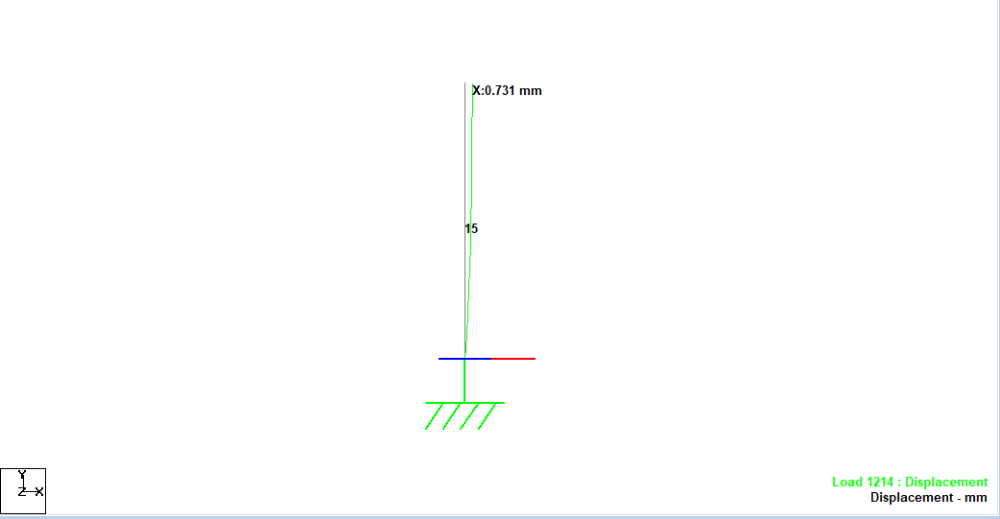 X:0.731 mm
15
Y
Z X
Load 1214 : Displacement
Displacement - mm